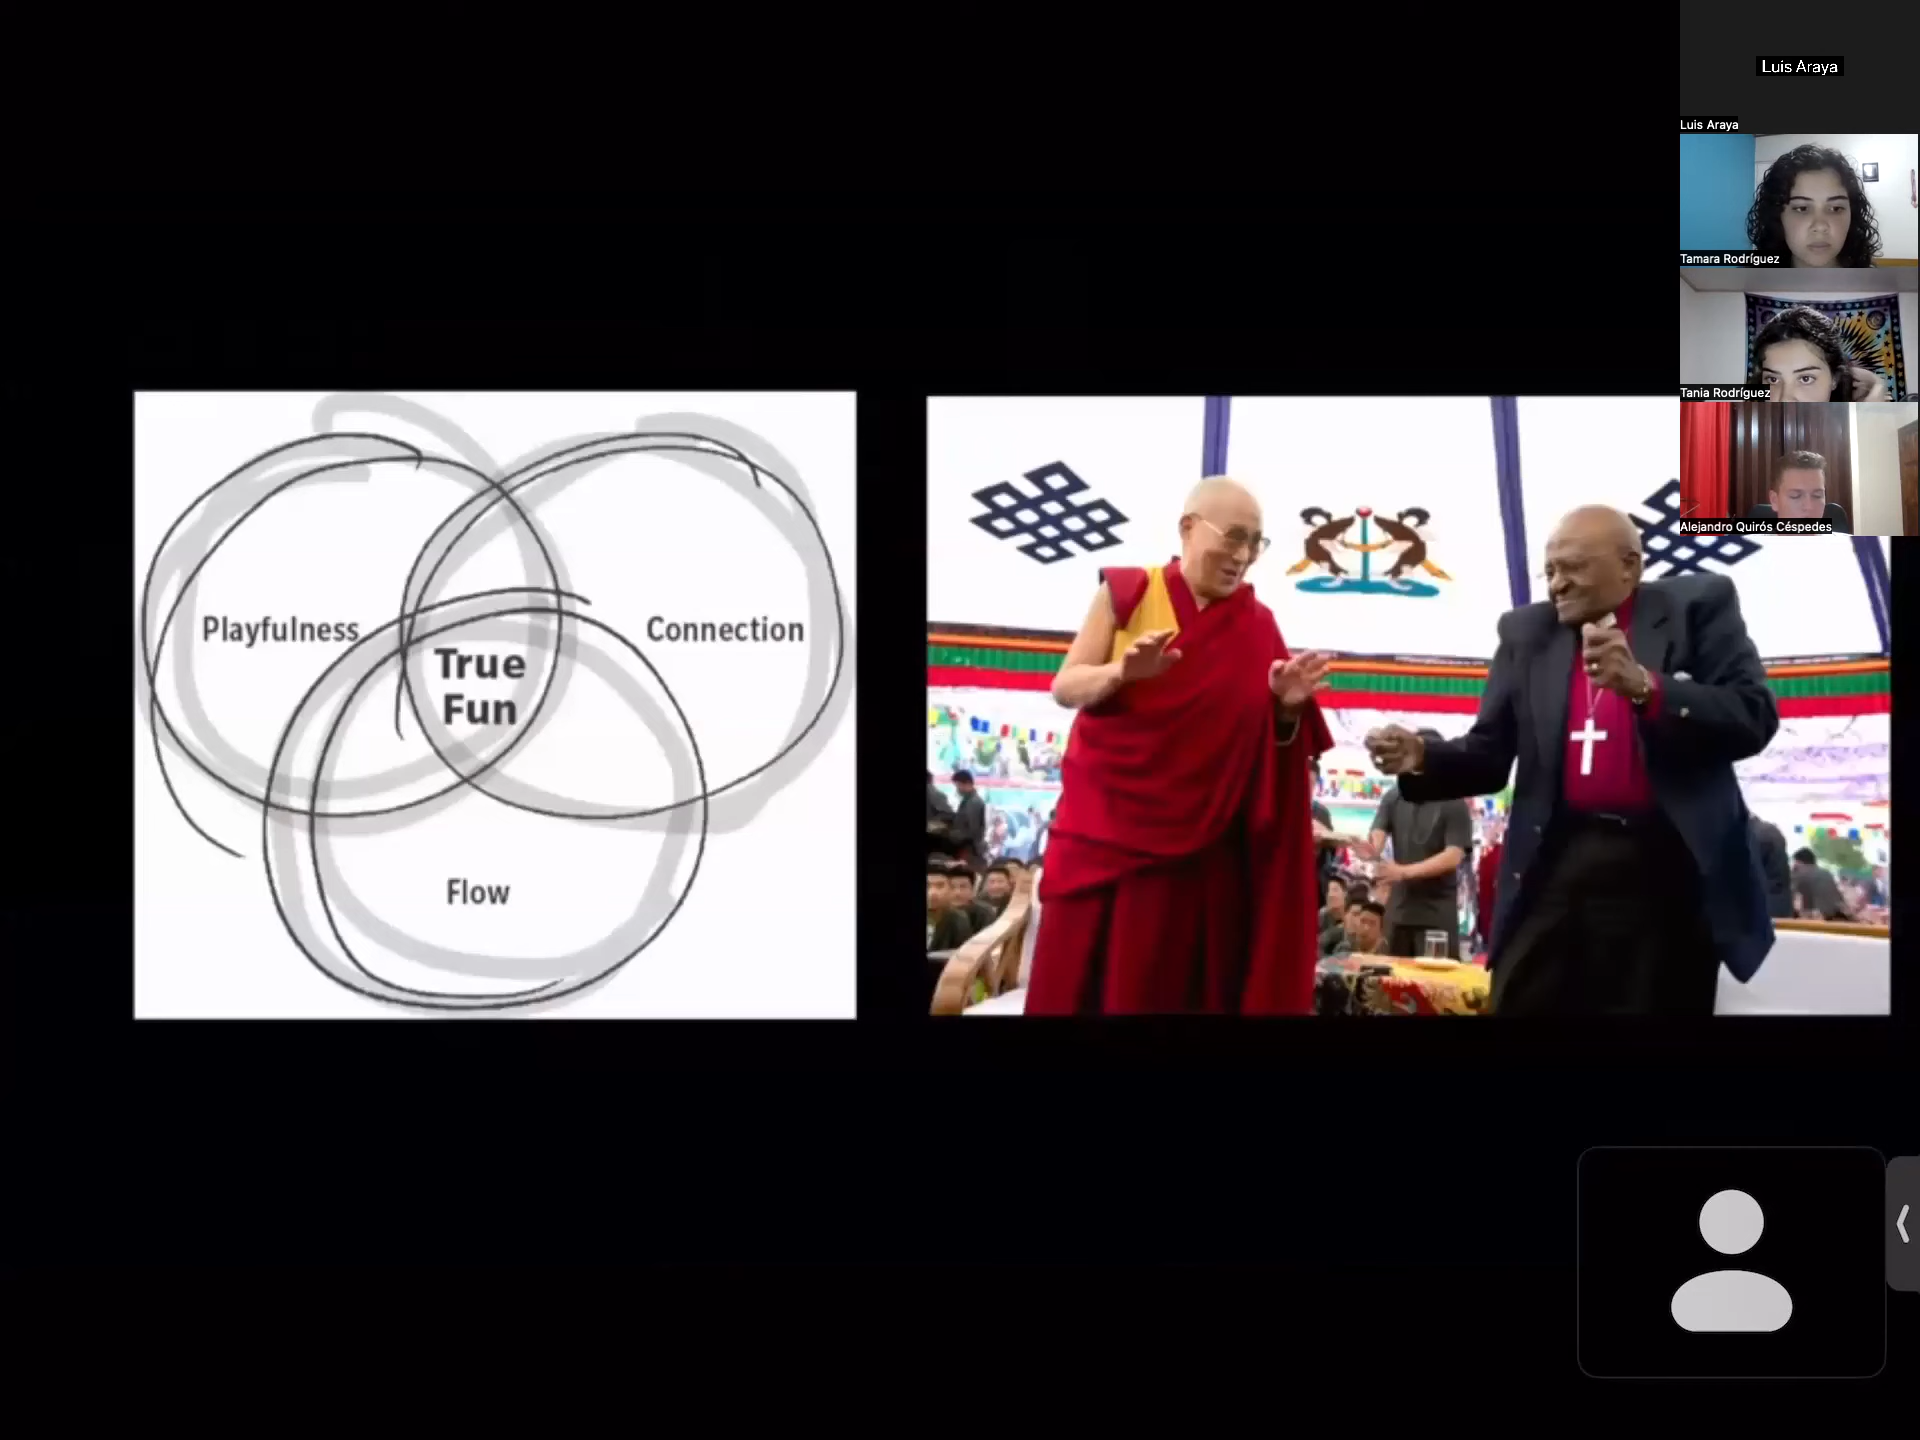 Luis Araya
Luis Araya
Tamara Rodríguez
Tania Rodríguez
Alejandro Quirós Céspedes
Playfulness
Connection
True
Fun
Flow